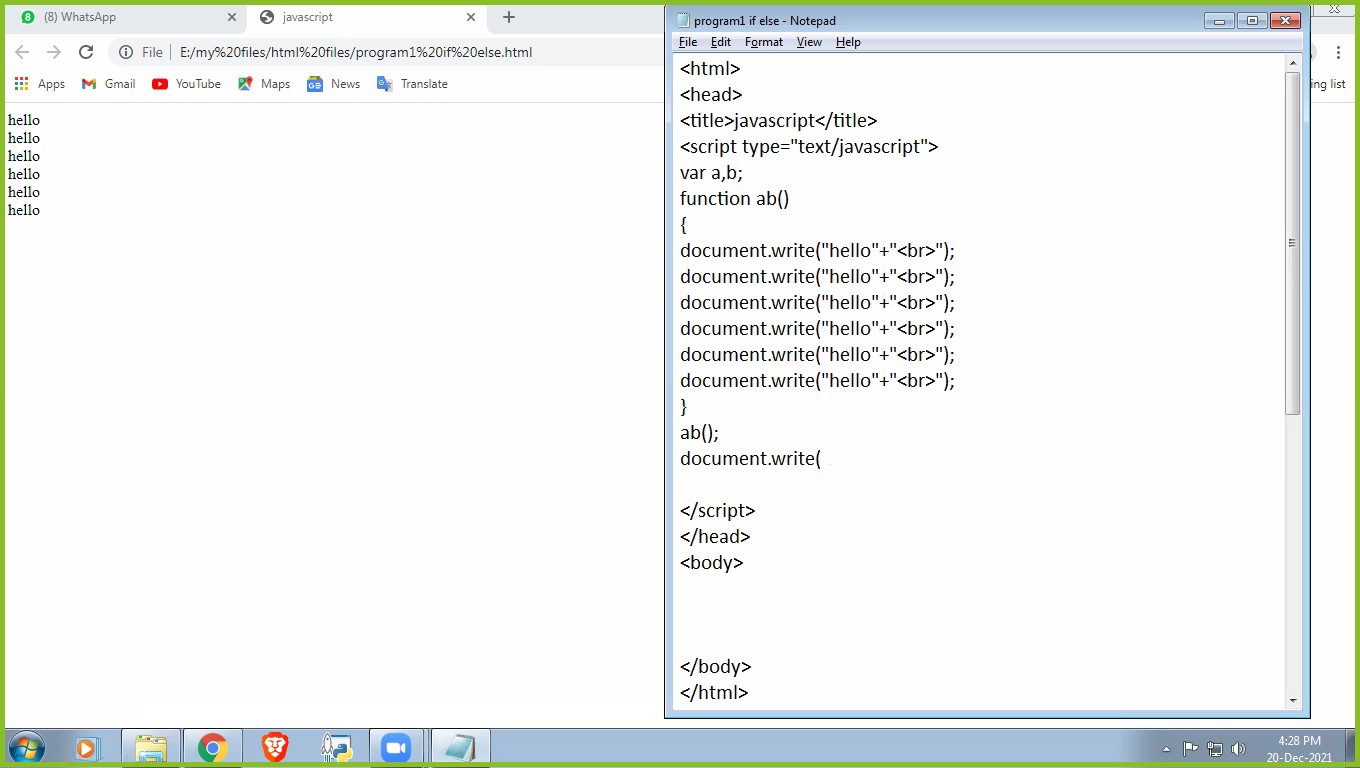 (8) WhatsApp
javascript
File | E:/my%20files/html%20files/program1%20if%20else.html
Apps Gmail YouTube Maps News Translate
ing list
hello
hello
hello
hello
hello
hello
program1 if else - Notepad
File Edit Format View Help
<html>
<head>
<title>javascript</title>
<script type="text/javascript">
var a,b;
function ab()
{
document.write("hello"+"<br>");
document.write("hello"+"<br>");
document.write("hello"+"<br>");
document.write("hello"+"<br>");
document.write("hello"+"<br>");
document.write("hello"+"<br>");
}
ab();
document.write(
</script>
</head>
<body>
</body>
</html>
4:28 PM
20-Dec-2021